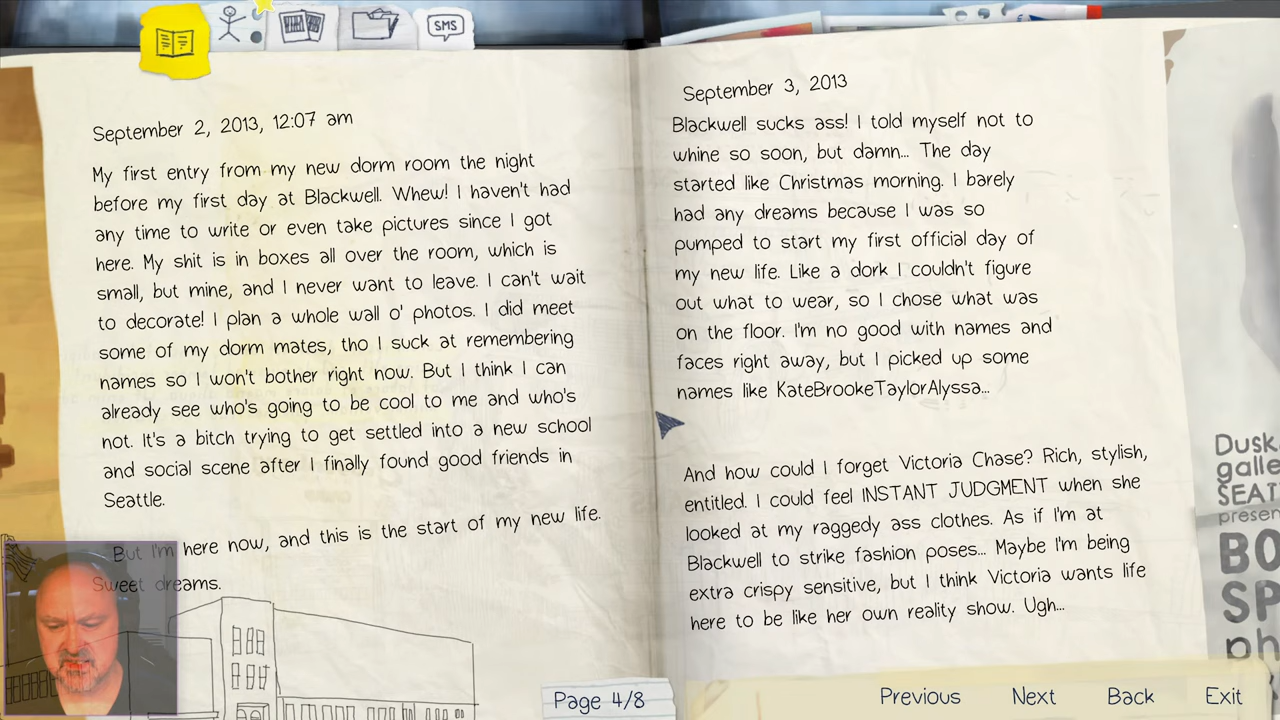 SMS
September 2, 2013, 12:07 am
My first entry from my new dorm room the night
before my first day at Blackwell. Whew! I haven't had
any time to write or even take pictures since I got
here. My shit is in boxes all over the room, which is
small, but mine, and I never want to leave. I can't wait
to decorate! I plan a whole wall o' photos. I did meet
some of my dorm mates, tho I suck at remembering
names so I won't bother right now. But I think I can
already see who's going to be cool to me and who's
not. It's a bitch trying to get settled into a new school
and social scene after I finally found good friends in
Seattle.
But I'm here now, and this is the start of my new life.
Sweet dreams.
September 3, 2013
Blackwell sucks ass! I told myself not to
whine so soon, but damn... The day
started like Christmas morning. I barely
had any dreams because I was so
pumped to start my first official day of
my new life. Like a dork I couldn't figure
out what to wear, so I chose what was
on the floor. I'm no good with names and
faces right away, but I picked up some
names like KateBrookeTaylorAlyssa...
And how could I forget Victoria Chase? Rich, stylish,
entitled. I could feel INSTANT JUDGMENT when she
looked at my raggedy ass clothes. As if I'm at
Blackwell to strike fashion poses... Maybe I'm being
extra crispy sensitive, but I think Victoria wants life
here to be like her own reality show. Ugh...
Page 4/8
Previous
Next
Back
Exit